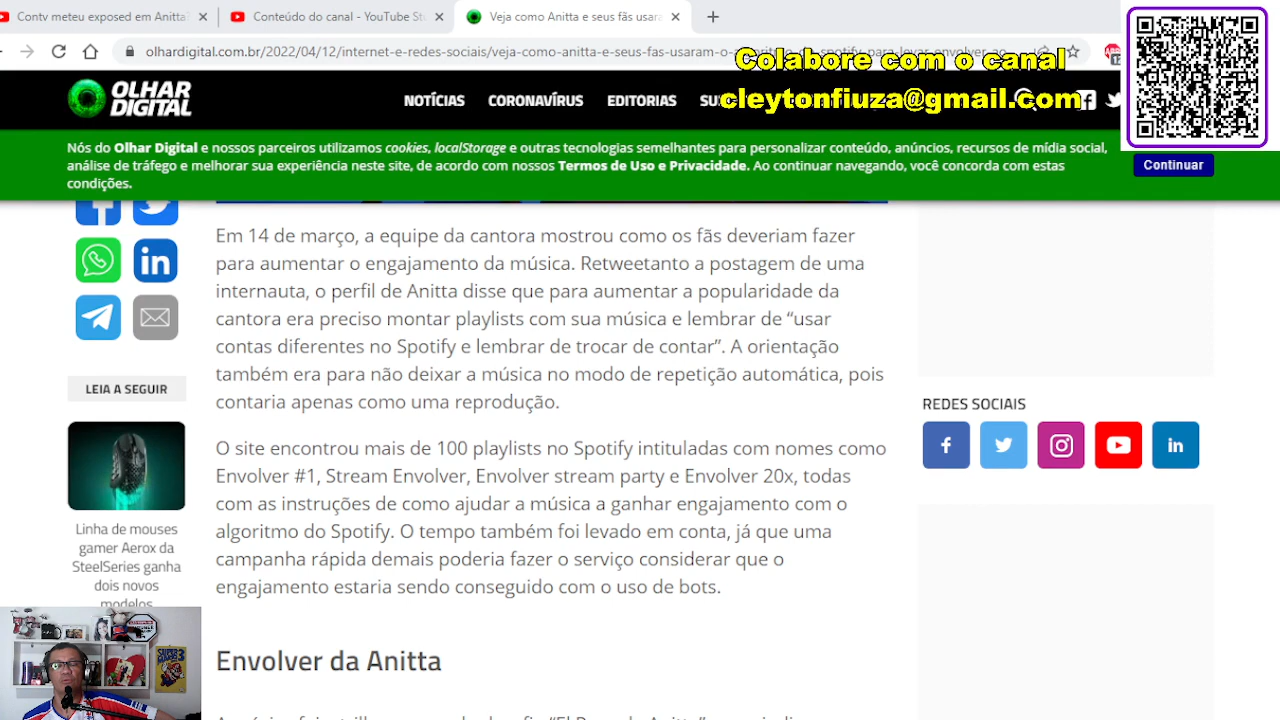 Contv meteu exposed em Anitta
Conteúdo do canal - YouTube St
Veja como Anitta e seus fãs usara
olhardigital.com.br/2022/04/12/internet-e-redes-sociais/veja-como-anitta-e-seus-fas-usaram-o
Colabore com o canal
cleytonfiuza@gmail.com
OLHAR
DIGITAL
NOTÍCIAS CORONAVÍRUS EDITORIAS
Nós do Olhar Digital e nossos parceiros utilizamos cookies, localStorage e outras tecnologias semelhantes para personalizar conteúdo, anúncios, recursos de mídia social,
análise de tráfego e melhorar sua experiência neste site, de acordo com nossos Termos de Uso e Privacidade. Ao continuar navegando, você concorda com estas
condições.
Continuar
Em 14 de março, a equipe da cantora mostrou como os fãs deveriam fazer
para aumentar o engajamento da música. Retweetanto a postagem de uma
internauta, o perfil de Anitta disse que para aumentar a popularidade da
cantora era preciso montar playlists com sua música e lembrar de “usar
contas diferentes no Spotify e lembrar de trocar de contar”. A orientação
também era para não deixar a música no modo de repetição automática, pois
contaria apenas como uma reprodução.
O site encontrou mais de 100 playlists no Spotify intituladas com nomes como
Envolver #1, Stream Envolver, Envolver stream party e Envolver 20x, todas
com as instruções de como ajudar a música a ganhar engajamento com o
algoritmo do Spotify. O tempo também foi levado em conta, já que uma
campanha rápida demais poderia fazer o serviço considerar que o
engajamento estaria sendo conseguido com o uso de bots.
Envolver da Anitta
LEIA A SEGUIR
Linha de mouses
gamer Aerox da
SteelSeries ganha
dois novos
modelos
REDES SOCIAIS